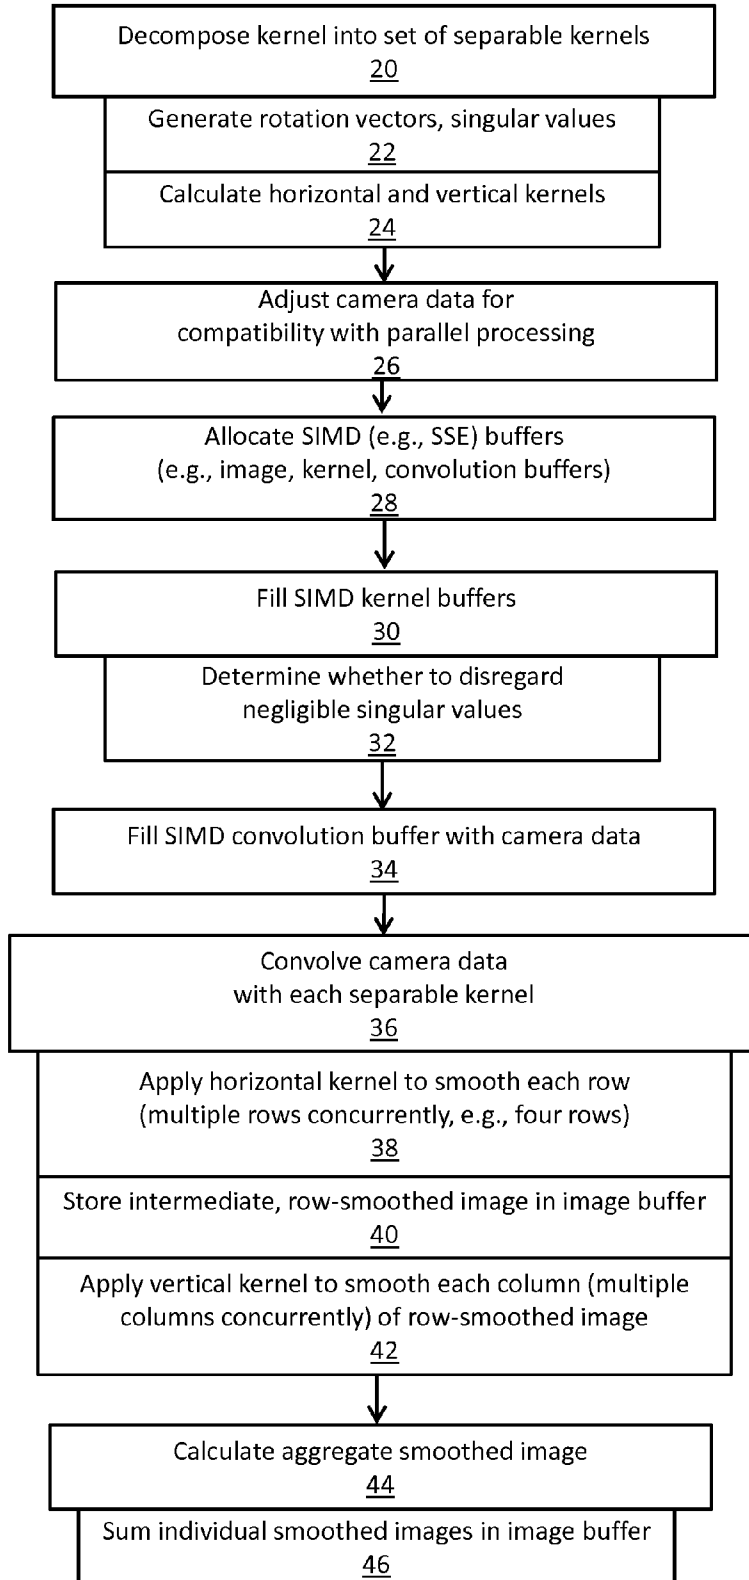 Decompose kernel into set of separable kernels
20
Generate rotation vectors, singular values
22
Calculate horizontal and vertical kernels
24
Adjust camera data for
compatibility with parallel processing
26
Allocate SIMD (e.g., SSE) buffers
(e.g., image, kernel, convolution buffers)
28
Fill SIMD kernel buffers
30
Determine whether to disregard
negligible singular values
32
Fill SIMD convolution buffer with camera data
34
Convolve camera data
with each separable kernel
36
Apply horizontal kernel to smooth each row
(multiple rows concurrently, e.g., four rows)
38
Store intermediate, row-smoothed image in image buffer
40
Apply vertical kernel to smooth each column (multiple
columns concurrently) of row-smoothed image
42
Calculate aggregate smoothed image
44
Sum individual smoothed images in image buffer
46